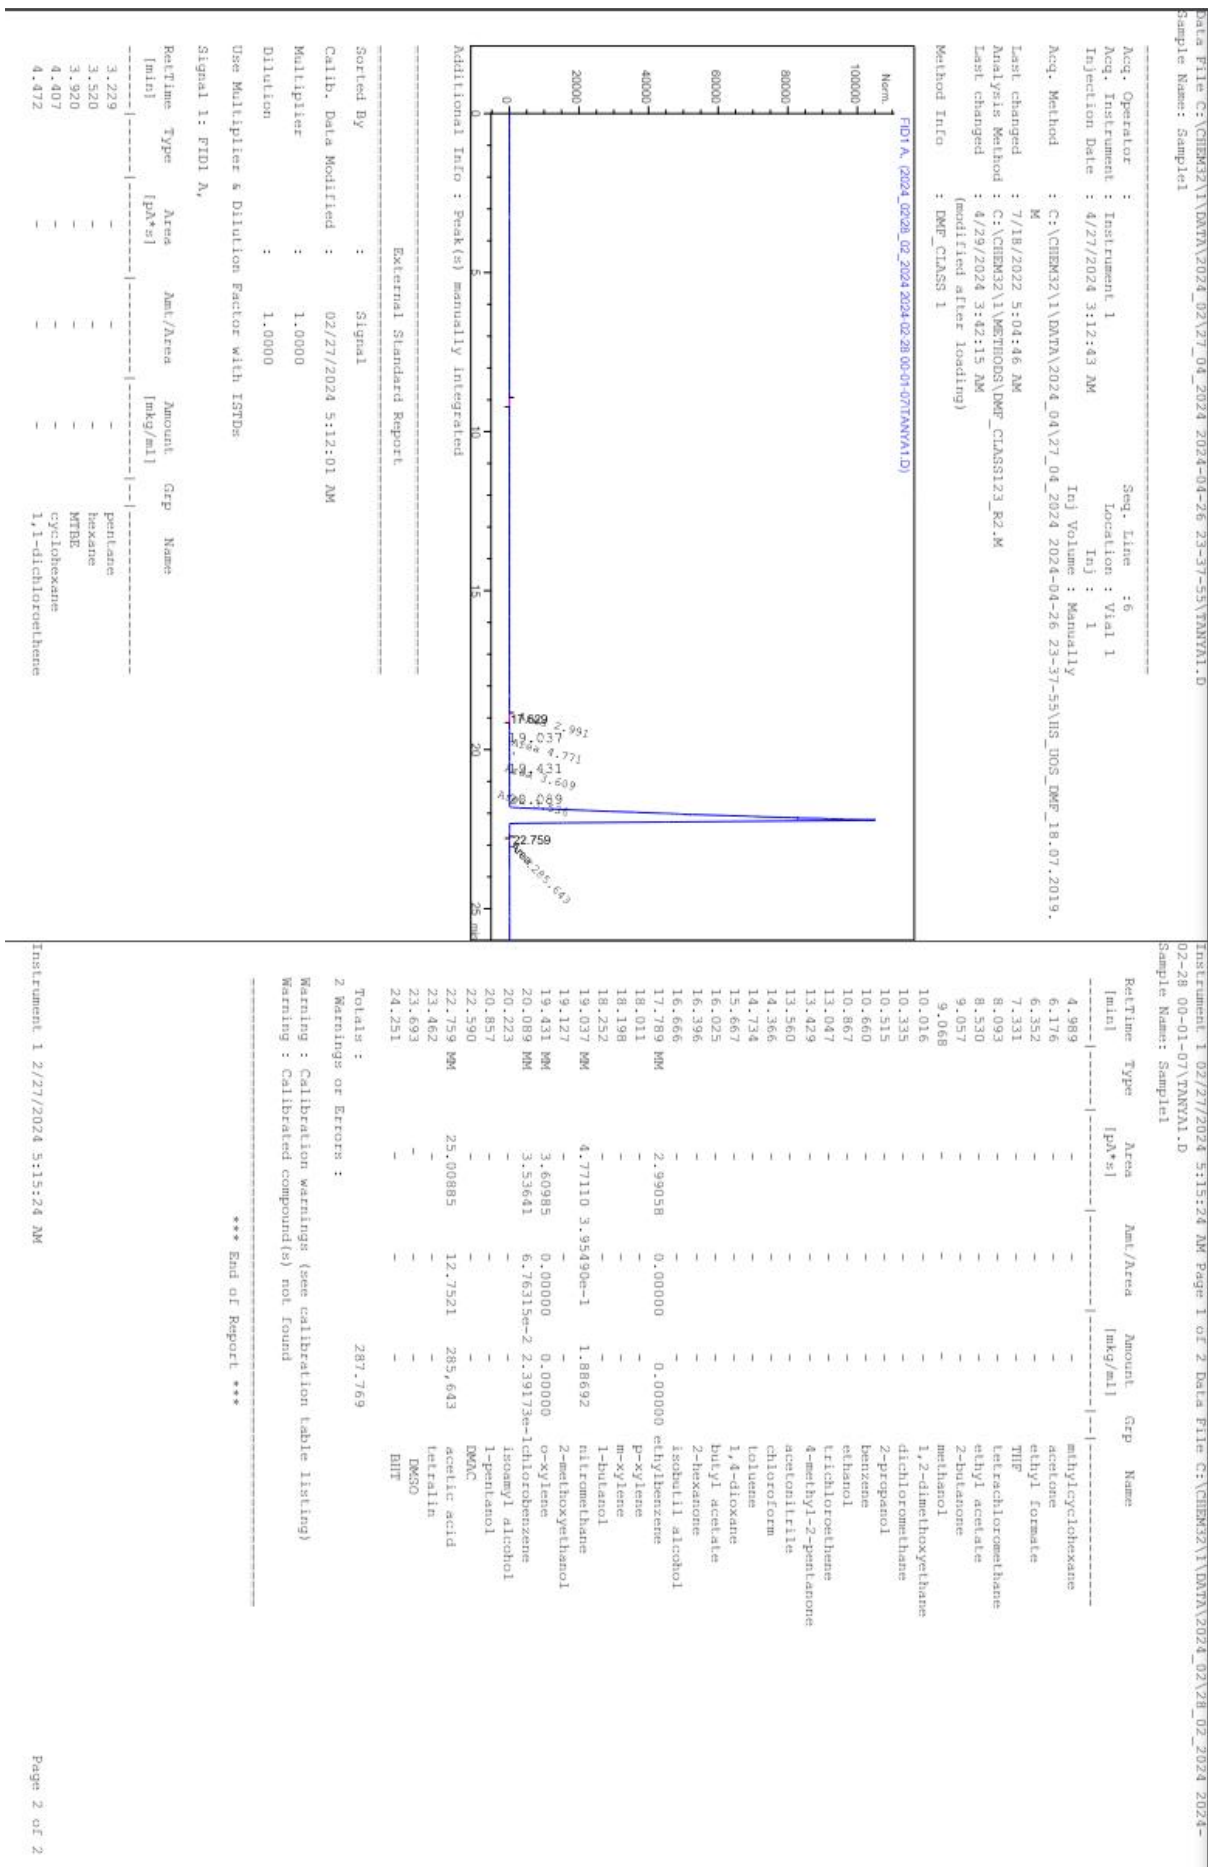 Data File C:\CHEM32\1\DATA\2024_02\27_04_2024 2024-04-26 23-37-55\TANYA1.D
Sample Name: Sample1
Acq. Operator : Seq. Line :6
Acq. Instrument : Instrument 1 Location : Vial 1
Injection Date : 4/27/2024 3:12:43 AM Inj : 1
Inj Volume : Manually
Acq. Method : C:\CHEM32\1\DATA\2024_04\27_04_2024 2024-04-26 23-37-55\HS_UOS_DMF_18.07.2019.
M
Last changed : 7/18/2022 5:04:46 AM
Analysis Method : C:\CHEM32\1\METHODS\DMF_CLASS123_R2.M
Last changed : 4/29/2024 3:42:15 AM
(modified after loading)
Method Info : DMF_CLASS 1
FID1 A, (2024_02\28_02_2024 2024-02-28 00-01-07\TANYA1.D)
Norm.
100000
80000
60000
40000
20000
0
17.629
Area 2.991
19.037
Area 4.771
19.431
Area 3.609
20.089
22.759
Area:285.643
0 5 10 15 20 25 min
Additional Info : Peak(s) manually integrated
External Standard Report
Sorted By : Signal
Calib. Data Modified : 02/27/2024 5:12:01 AM
Multiplier : 1.0000
Dilution : 1.0000
Use Multiplier & Dilution Factor with ISTDs
Signal 1: FID1 A,
RetTime Type Area Amt/Area Amount Grp Name
[min] [pA*s] [mkg/ml]
3.229 - - - pentane
3.520 - - - hexane
3.920 - - - MTBE
4.407 - - - cyclohexane
4.472 - - - 1,1-dichloroethene
Instrument 1 02/27/2024 5:15:24 AM Page 1 of 2 Data File C:\CHEM32\1\DATA\2024_02\28_02_2024 2024-
02-28 00-01-07\TANYA1.D
Sample Name: Sample1
RetTime Type Area Amt/Area Amount Grp Name
[min] [pA*s] [mkg/ml]
4.989 - - - mthylcyclohexane
6.176 - - - acetone
6.352 - - - ethyl formate
7.331 - - - THF
8.093 - - - tetrachloromethane
8.530 - - - ethyl acetate
9.057 - - - 2-butanone
9.068 - - - methanol
10.016 - - - 1,2-dimethoxyethane
10.335 - - - dichloromethane
10.515 - - - 2-propanol
10.660 - - - benzene
10.867 - - - ethanol
13.047 - - - trichloroethene
13.429 - - - 4-methyl-2-pentanone
13.560 - - - acetonitrile
14.366 - - - chloroform
14.734 - - - toluene
15.667 - - - 1,4-dioxane
16.025 - - - butyl acetate
16.396 - - - 2-hexanone
16.666 - - - isobutil alcohol
17.789 MM 2.99058 0.00000 0.00000 ethylbenzene
18.011 - - - p-xylene
18.198 - - - m-xylene
18.252 - - - 1-butanol
19.037 MM 4.77110 3.95490e-1 1.88692 nitromethane
19.127 - - - 2-methoxyethanol
19.431 MM 3.60985 0.00000 0.00000 o-xylene
20.089 MM 3.53641 6.76315e-2 2.39173e-1chlorobenzene
20.223 - - - isoamyl alcohol
20.857 - - - 1-pentanol
22.590 - - - DMAC
22.759 MM 25.00885 12.7521 285,643 acetic acid
23.462 - - - tetralin
23.693 - - - DMSO
24.251 - - - BHT
Totals : 287.769
2 Warnings or Errors :
Warning : Calibration warnings (see calibration table listing)
Warning : Calibrated compound(s) not found
*** End of Report ***
Instrument 1 2/27/2024 5:15:24 AM Page 2 of 2